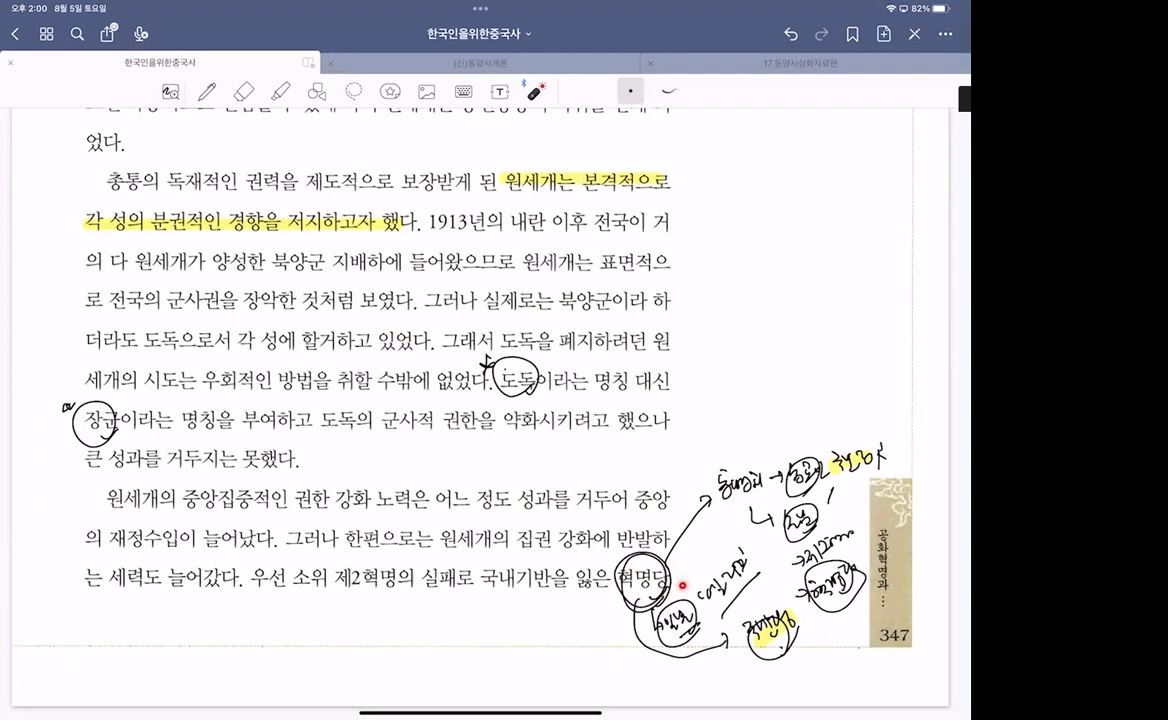 오후 2:00 8월 5일 토요일
82%
한국인을위한중국사
한국인을위한중국사
(신)동양사개론
17.동양사심화자료편
었다.
총통의 독재적인 권력을 제도적으로 보장받게 된 원세개는 본격적으로
각 성의 분권적인 경향을 저지하고자 했다. 1913년의 내란 이후 전국이 거
의 다 원세개가 양성한 북양군 지배하에 들어왔으므로 원세개는 표면적으
로 전국의 군사권을 장악한 것처럼 보였다. 그러나 실제로는 북양군이라 하
더라도 도독으로서 각 성에 할거하고 있었다. 그래서 도독을 폐지하려던 원
세개의 시도는 우회적인 방법을 취할 수밖에 없었다. 도독이라는 명칭 대신
장군이라는 명칭을 부여하고 도독의 군사적 권한을 약화시키려고 했으나
큰 성과를 거두지는 못했다.
원세개의 중앙집중적인 권한 강화 노력은 어느 정도 성과를 거두어 중앙
의 재정수입이 늘어났다. 그러나 한편으로는 원세개의 집권 강화에 반발하
는 세력도 늘어갔다. 우선 소위 제2혁명의 실패로 국내기반을 잃은 혁명당
공화혁명과…
347